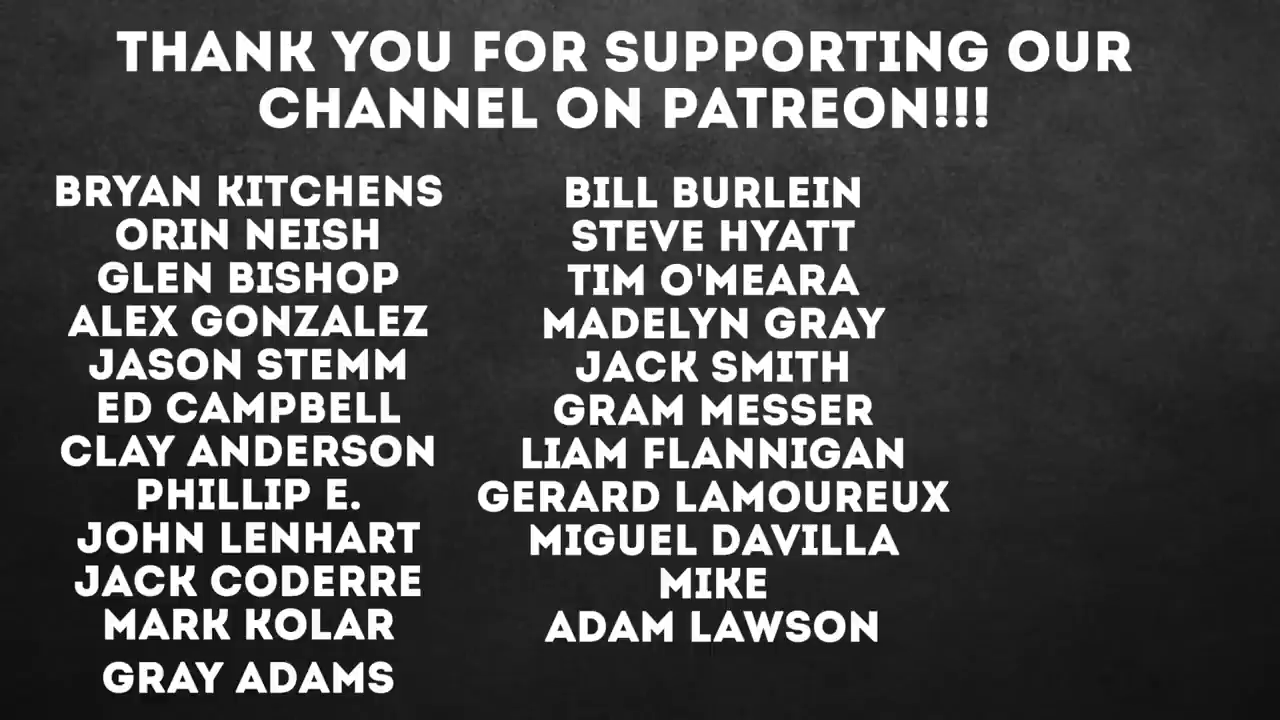 THANK YOU FOR SUPPORTING OUR
CHANNEL ON PATREON!!!
BRYAN KITCHENS
ORIN NEISH
GLEN BISHOP
ALEX GONZALEZ
JASON STEMM
ED CAMPBELL
CLAY ANDERSON
PHILLIP E.
JOHN LENHART
JACK CODERRE
MARK KOLAR
GRAY ADAMS
BILL BURLEIN
STEVE HYATT
TIM O'MEARA
MADELYN GRAY
JACK SMITH
GRAM MESSER
LIAM FLANNIGAN
GERARD LAMOUREUX
MIGUEL DAVILLA
MIKE
ADAM LAWSON